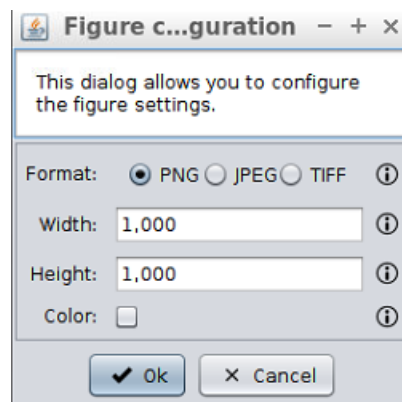 Figure c...guration
This dialog allows you to configure
the figure settings.
Format: PNG JPEG TIFF
Width: 1,000
Height: 1,000
Color:
Ok Cancel